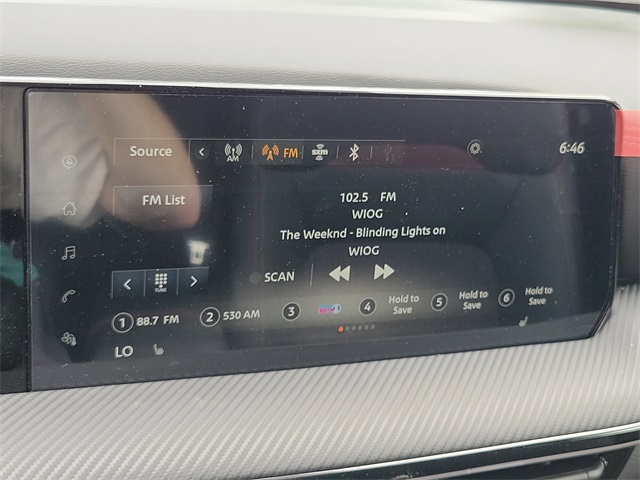 Source
AM
FM
sxm
6:46
FM List
102.5 FM
WIOG
The Weeknd - Blinding Lights on
WIOG
TUNE
SCAN
1 88.7 FM
2 530 AM
3
4 Hold to
Save
5 Hold to
Save
6 Hold to
Save
LO